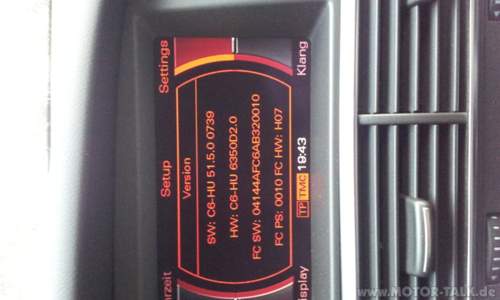 Setup
Settings
Version
SW: C6-HU 51.5.0 0739
HW: C6-HU 6350D2.0
FC SW: 04144AFC6AB320010
FC PS: 0010 FC HW: H07
TP TMC 19:43
Klang
www.MOTOR-TALK.de